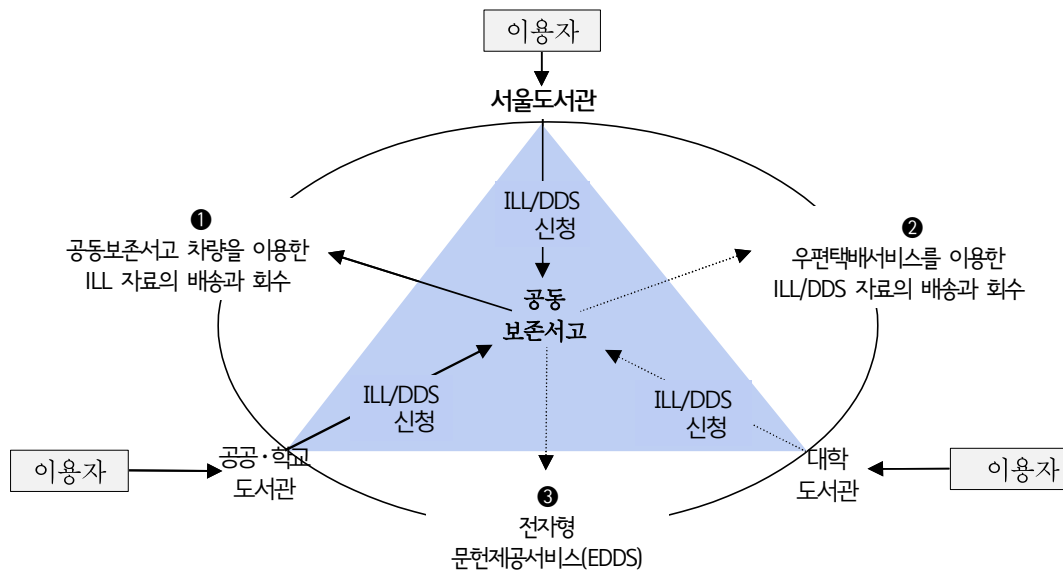 이용자
서울도서관
ILL/DDS
신청
❶
공동보존서고 차량을 이용한
ILL 자료의 배송과 회수
❷
우편택배서비스를 이용한
ILL/DDS 자료의 배송과 회수
공동
보존서고
ILL/DDS
신청
ILL/DDS
신청
이용자
공공·학교
도서관
대학
도서관
이용자
❸
전자형
문헌제공서비스(EDDS)